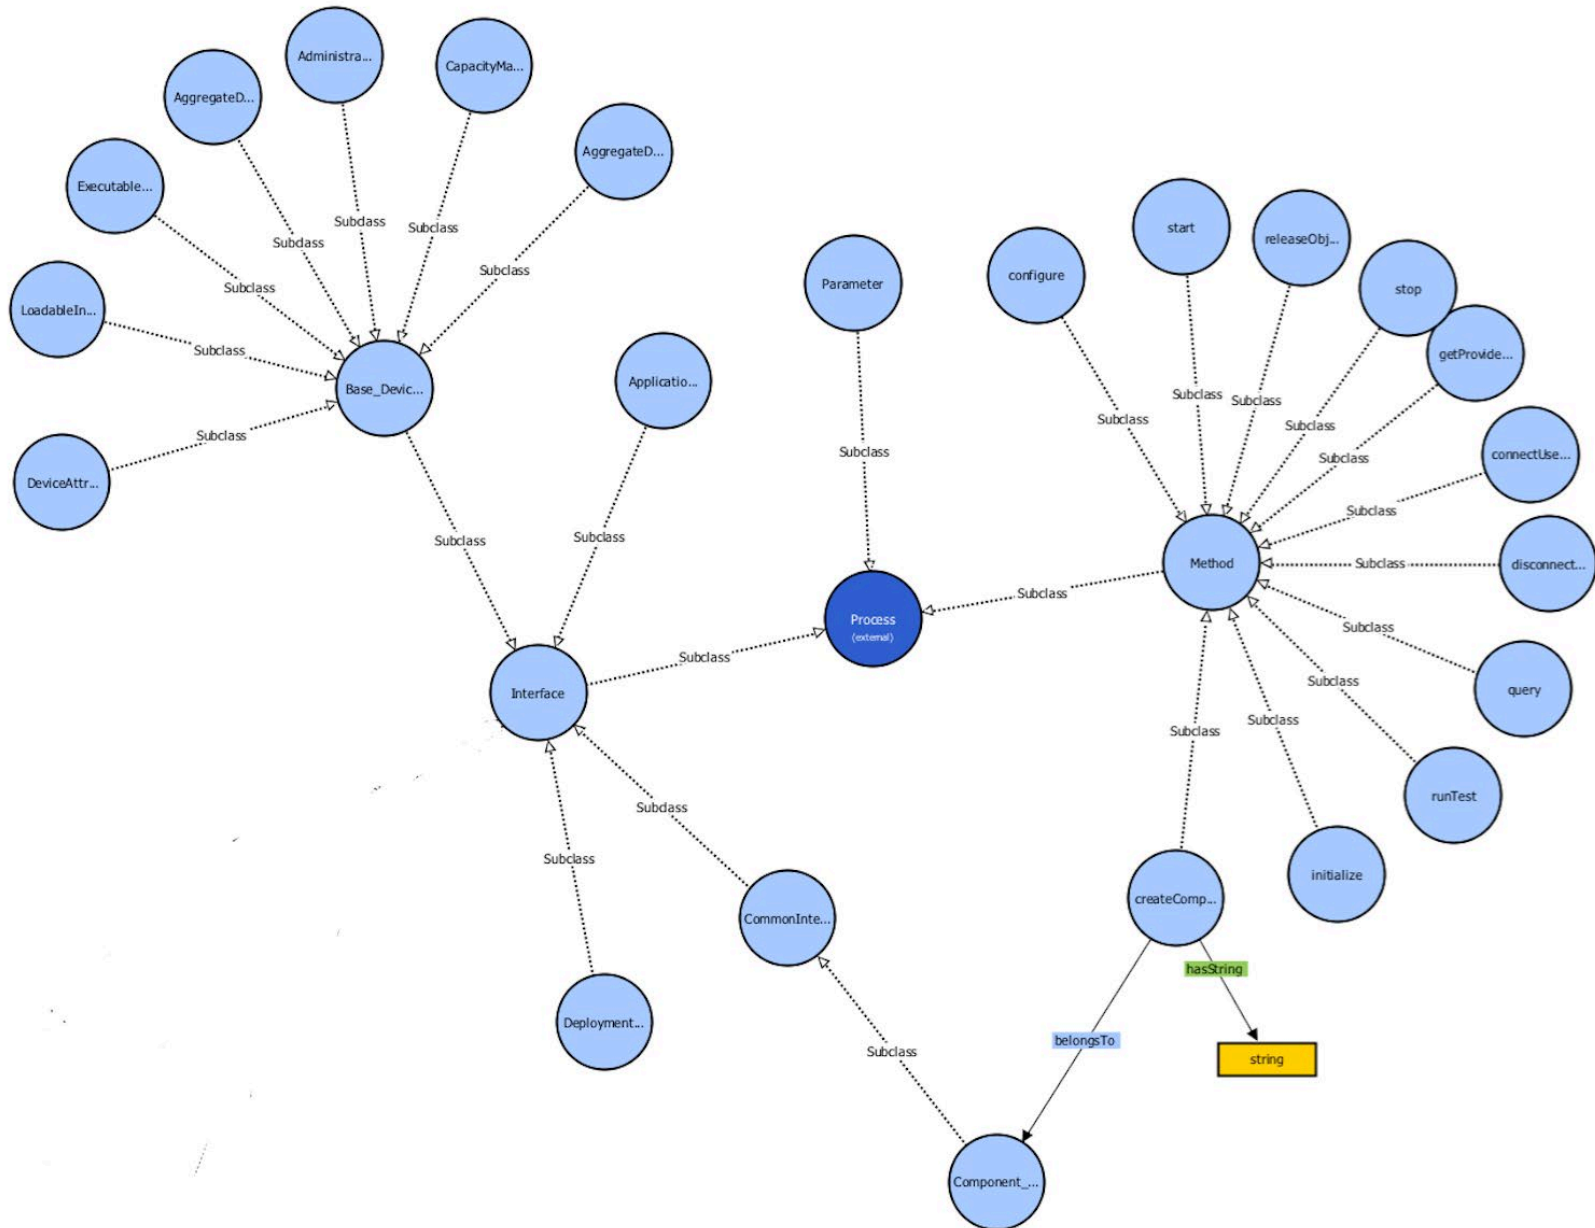 Administra...
CapacityMa...
AggregateD...
AggregateD...
Executable...
Subclass
Subclass
Subclass
Subclass
Subclass
Subclass
LoadableIn...
Subclass
Base_Devic...
Subclass
DeviceAttr...
Subclass
Applicatio...
Subclass
Parameter
Subclass
configure
start
releaseObj...
stop
getProvide...
Subclass
Subclass
Subclass
Subclass
Subclass
connectUse...
Subclass
Method
Subclass
disconnect...
Subclass
Process
(external)
Subclass
Interface
Subclass
query
Subclass
Subclass
Subclass
runTest
Subclass
Subclass
initialize
createComp...
CommonInte...
hasString
Deployment...
belongsTo
Subclass
string
Component_...